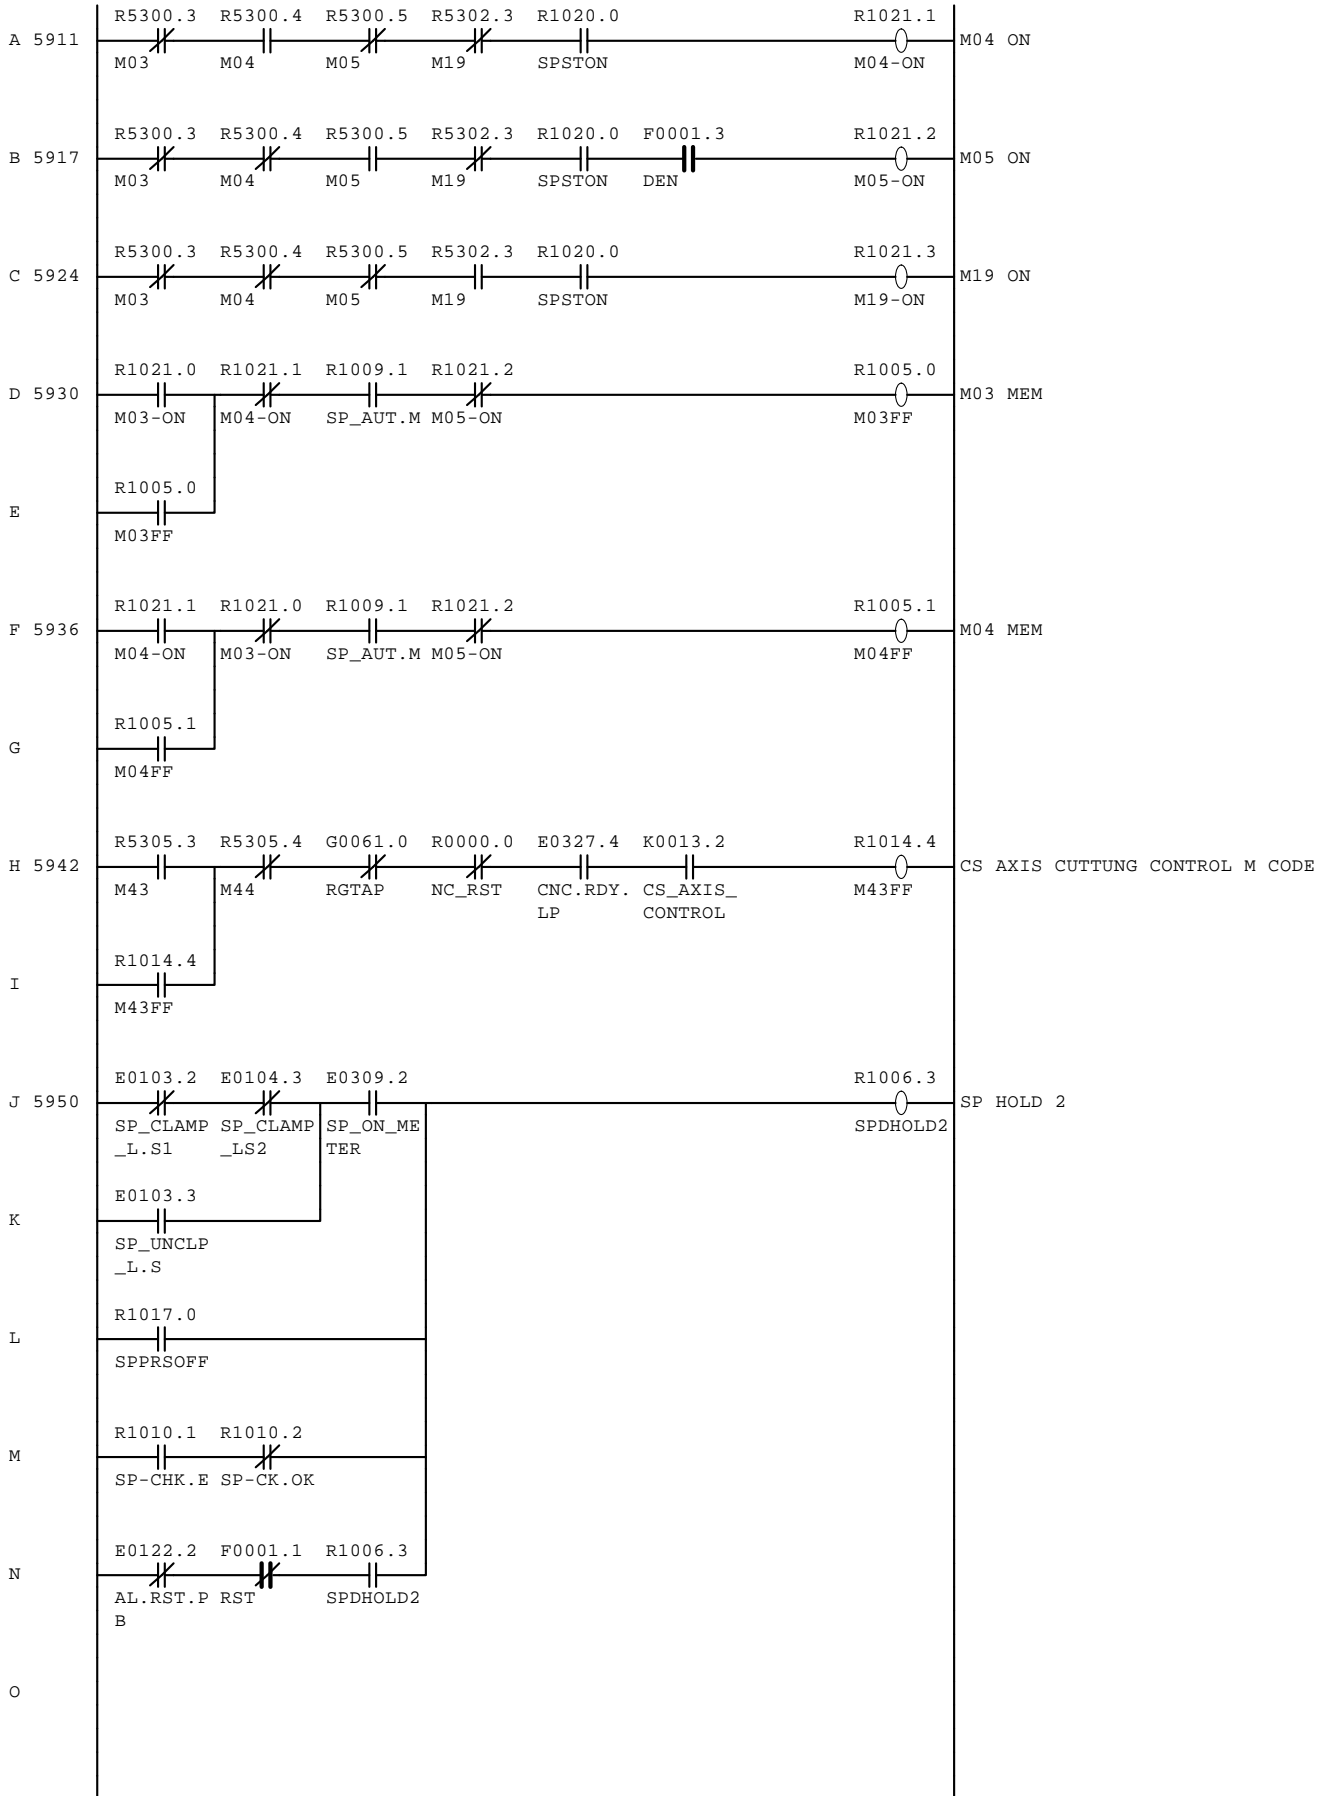 R5300.3 R5300.4 R5300.5 R5302.3 R1020.0 R1021.1
A 5911 M04 ON
M03 M04 M05 M19 SPSTON M04-ON
R5300.3 R5300.4 R5300.5 R5302.3 R1020.0 F0001.3 R1021.2
B 5917 M05 ON
M03 M04 M05 M19 SPSTON DEN M05-ON
R5300.3 R5300.4 R5300.5 R5302.3 R1020.0 R1021.3
C 5924 M19 ON
M03 M04 M05 M19 SPSTON M19-ON
R1021.0 R1021.1 R1009.1 R1021.2 R1005.0
D 5930 M03 MEM
M03-ON M04-ON SP_AUT.M M05-ON M03FF
R1005.0
E
M03FF
R1021.1 R1021.0 R1009.1 R1021.2 R1005.1
F 5936 M04 MEM
M04-ON M03-ON SP_AUT.M M05-ON M04FF
R1005.1
G
M04FF
R5305.3 R5305.4 G0061.0 R0000.0 E0327.4 K0013.2 R1014.4
H 5942 CS AXIS CUTTUNG CONTROL M CODE
M43 M44 RGTAP NC_RST CNC.RDY. CS_AXIS_ M43FF
LP CONTROL
R1014.4
I
M43FF
E0103.2 E0104.3 E0309.2 R1006.3
J 5950 SP HOLD 2
SP_CLAMP SP_CLAMP SP_ON_ME SPDHOLD2
_L.S1 _LS2 TER
E0103.3
K
SP_UNCLP
_L.S
R1017.0
L
SPPRSOFF
R1010.1 R1010.2
M
SP-CHK.E SP-CK.OK
E0122.2 F0001.1 R1006.3
N
AL.RST.P RST SPDHOLD2
B
O